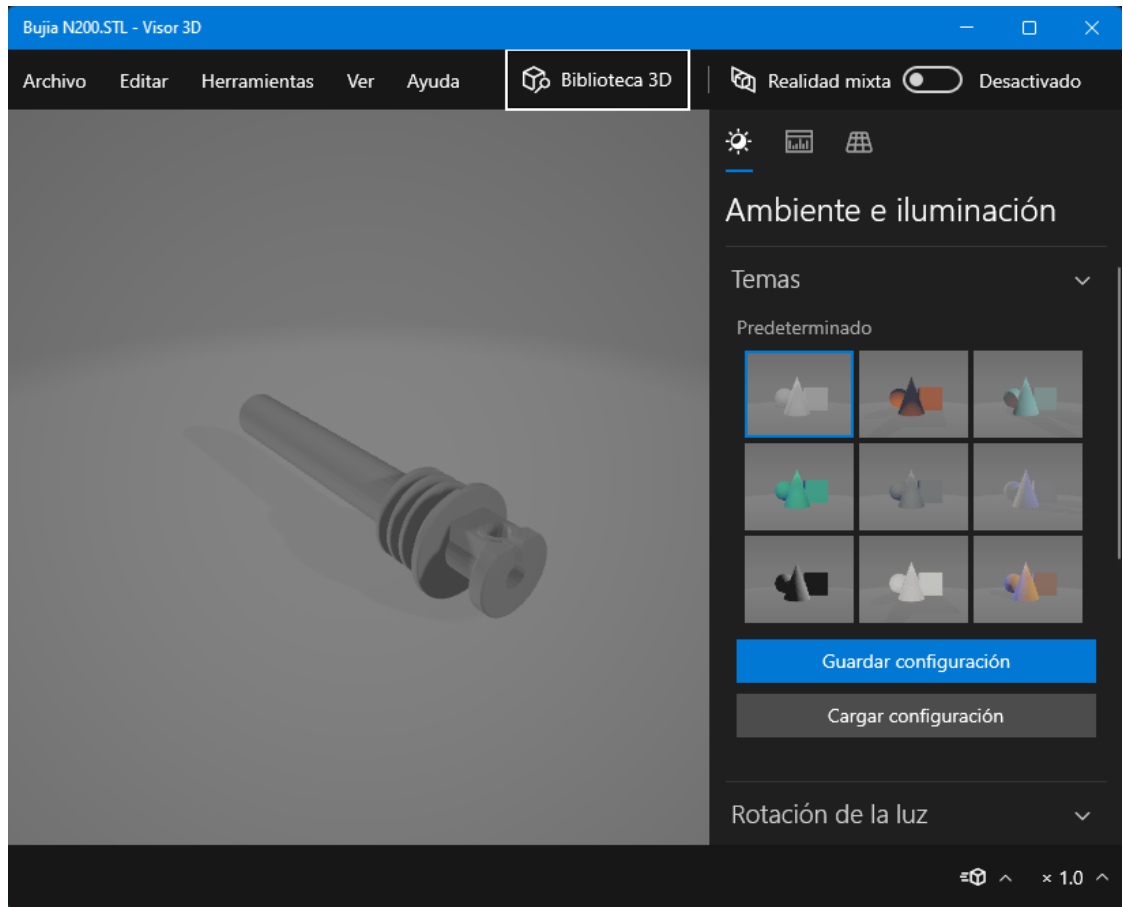 Bujia N200.STL - Visor 3D
Archivo Editar Herramientas Ver Ayuda Biblioteca 3D Realidad mixta Desactivado
Ambiente e iluminación
Temas
Predeterminado
Guardar configuración
Cargar configuración
Rotación de la luz
× 1.0